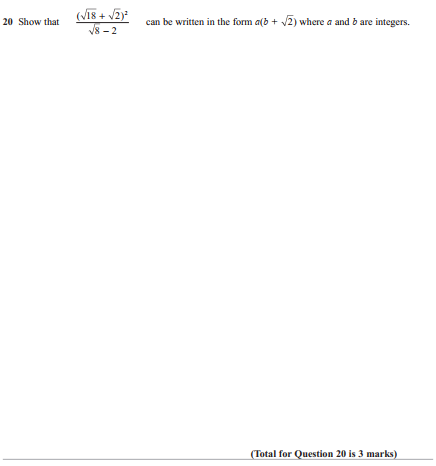 20 Show that (√18 + √2)² / √8 – 2 can be written in the form a(b + √2) where a and b are integers.
(Total for Question 20 is 3 marks)